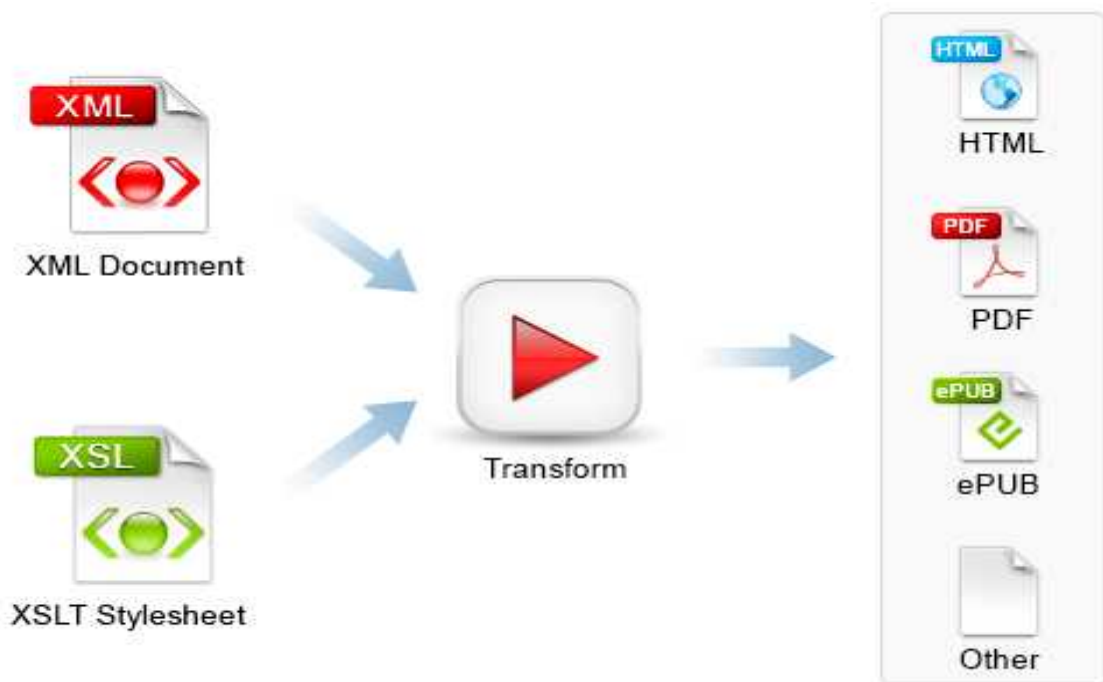 XML
XML Document
XSL
XSLT Stylesheet
Transform
HTML
HTML
PDF
PDF
ePUB
ePUB
Other